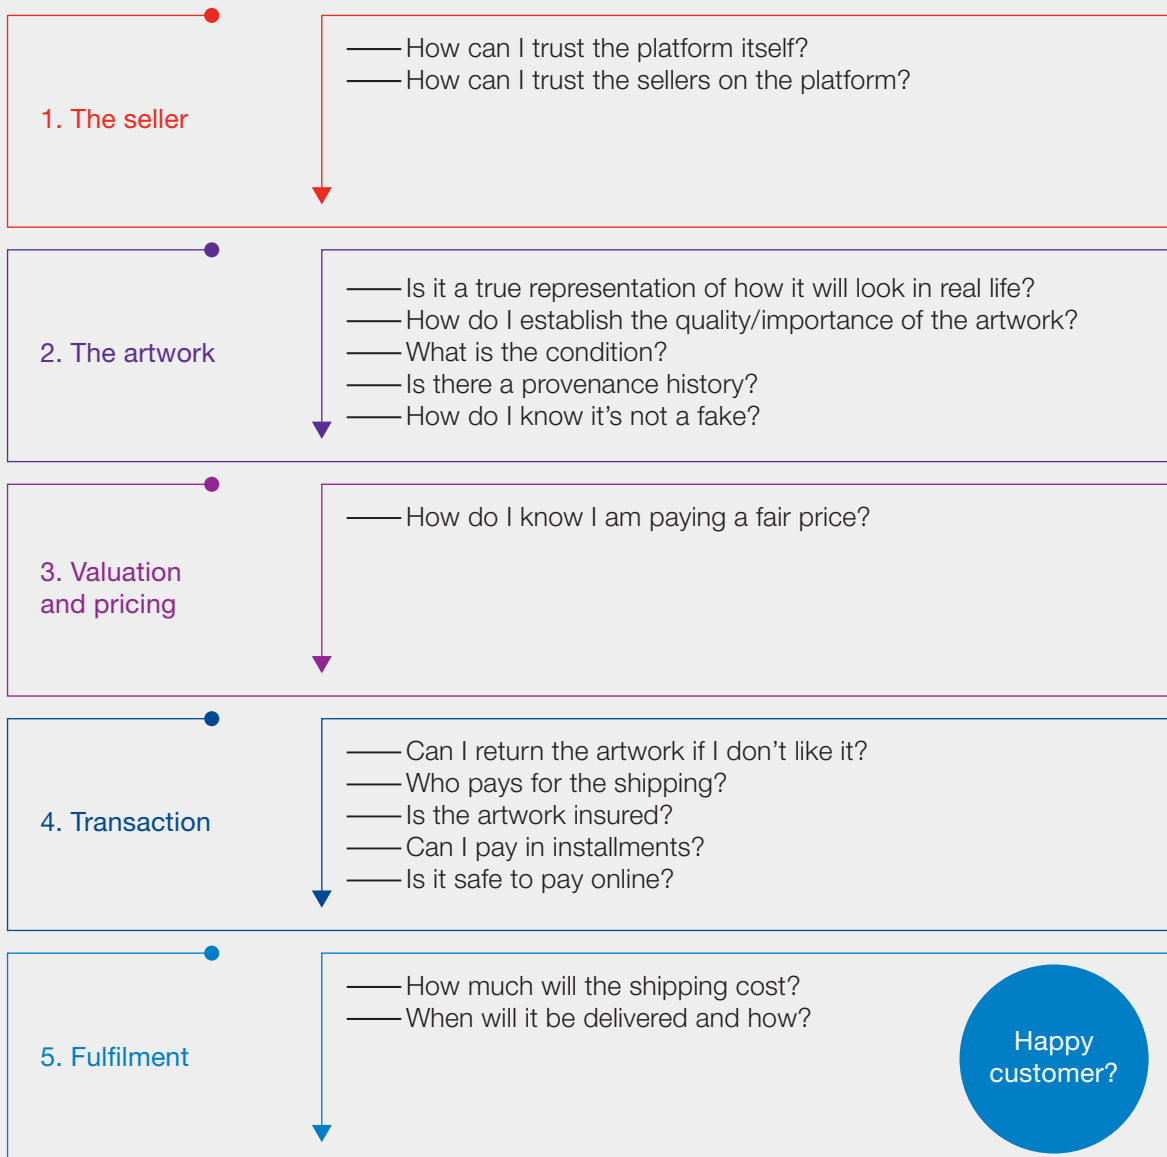 1. The seller
How can I trust the platform itself?
How can I trust the sellers on the platform?
2. The artwork
Is it a true representation of how it will look in real life?
How do I establish the quality/importance of the artwork?
What is the condition?
Is there a provenance history?
How do I know it’s not a fake?
3. Valuation
and pricing
How do I know I am paying a fair price?
4. Transaction
Can I return the artwork if I don’t like it?
Who pays for the shipping?
Is the artwork insured?
Can I pay in installments?
Is it safe to pay online?
5. Fulfilment
How much will the shipping cost?
When will it be delivered and how?
Happy
customer?